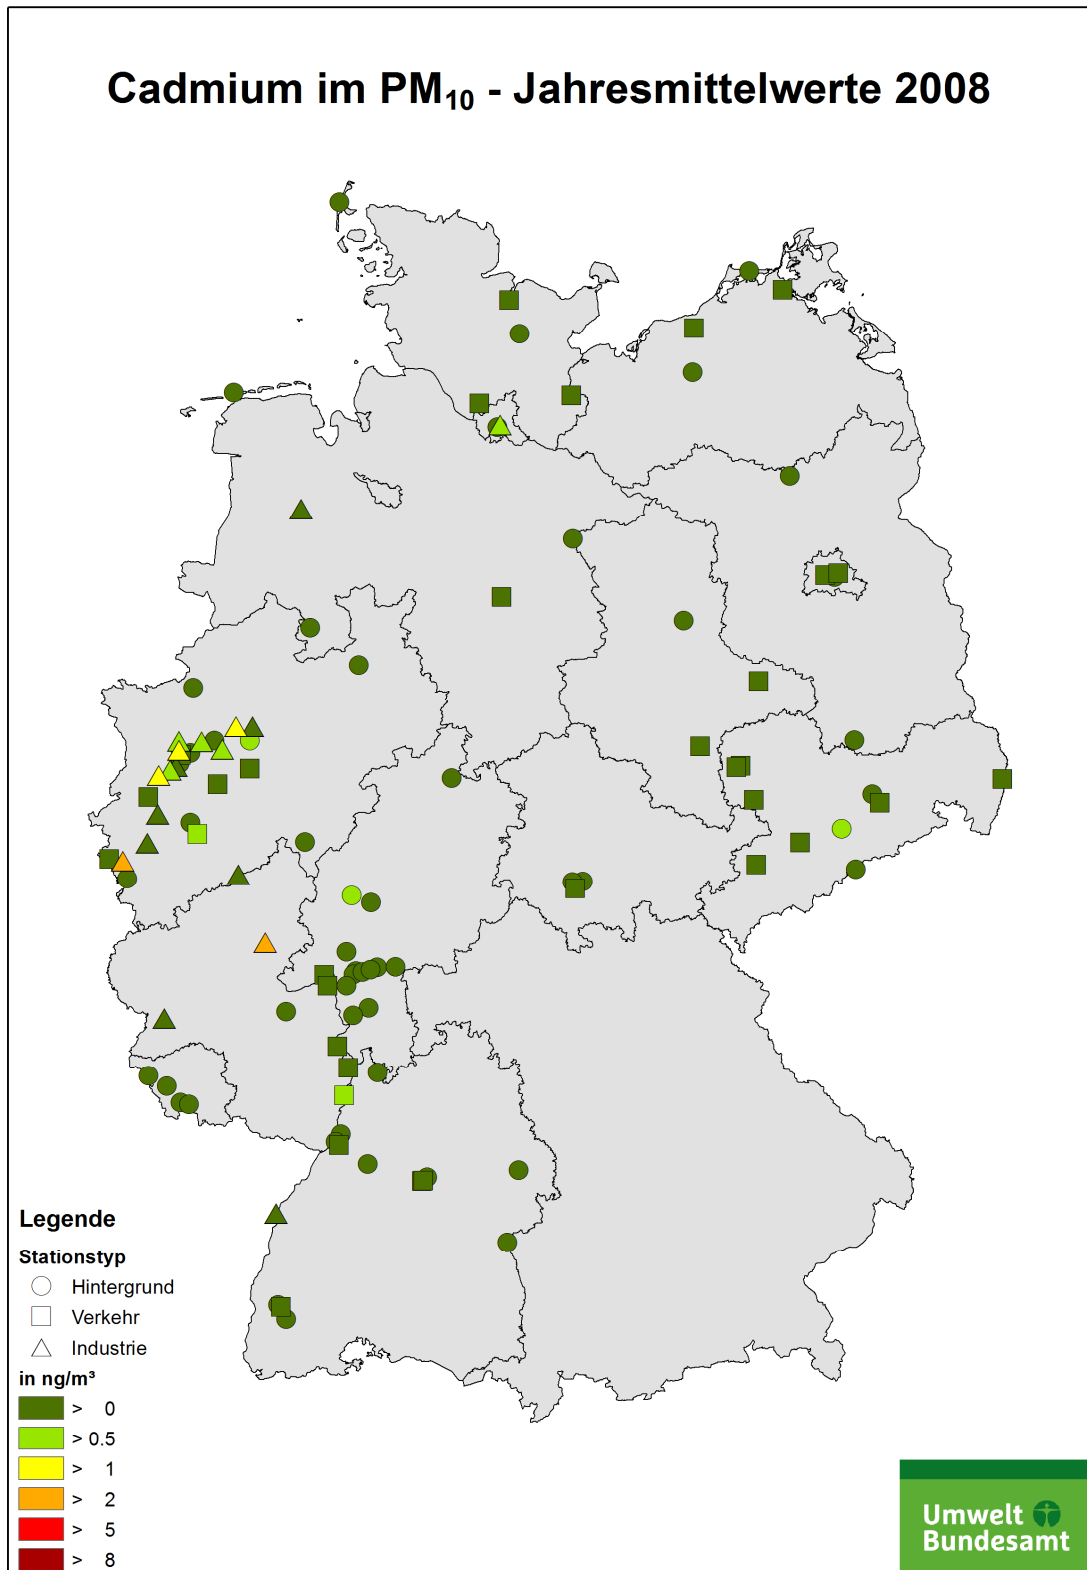 Cadmium im PM₁₀ - Jahresmittelwerte 2008
Legende
Stationstyp
Hintergrund
Verkehr
Industrie
in ng/m³
> 0
> 0.5
> 1
> 2
> 5
> 8
Umwelt
Bundesamt